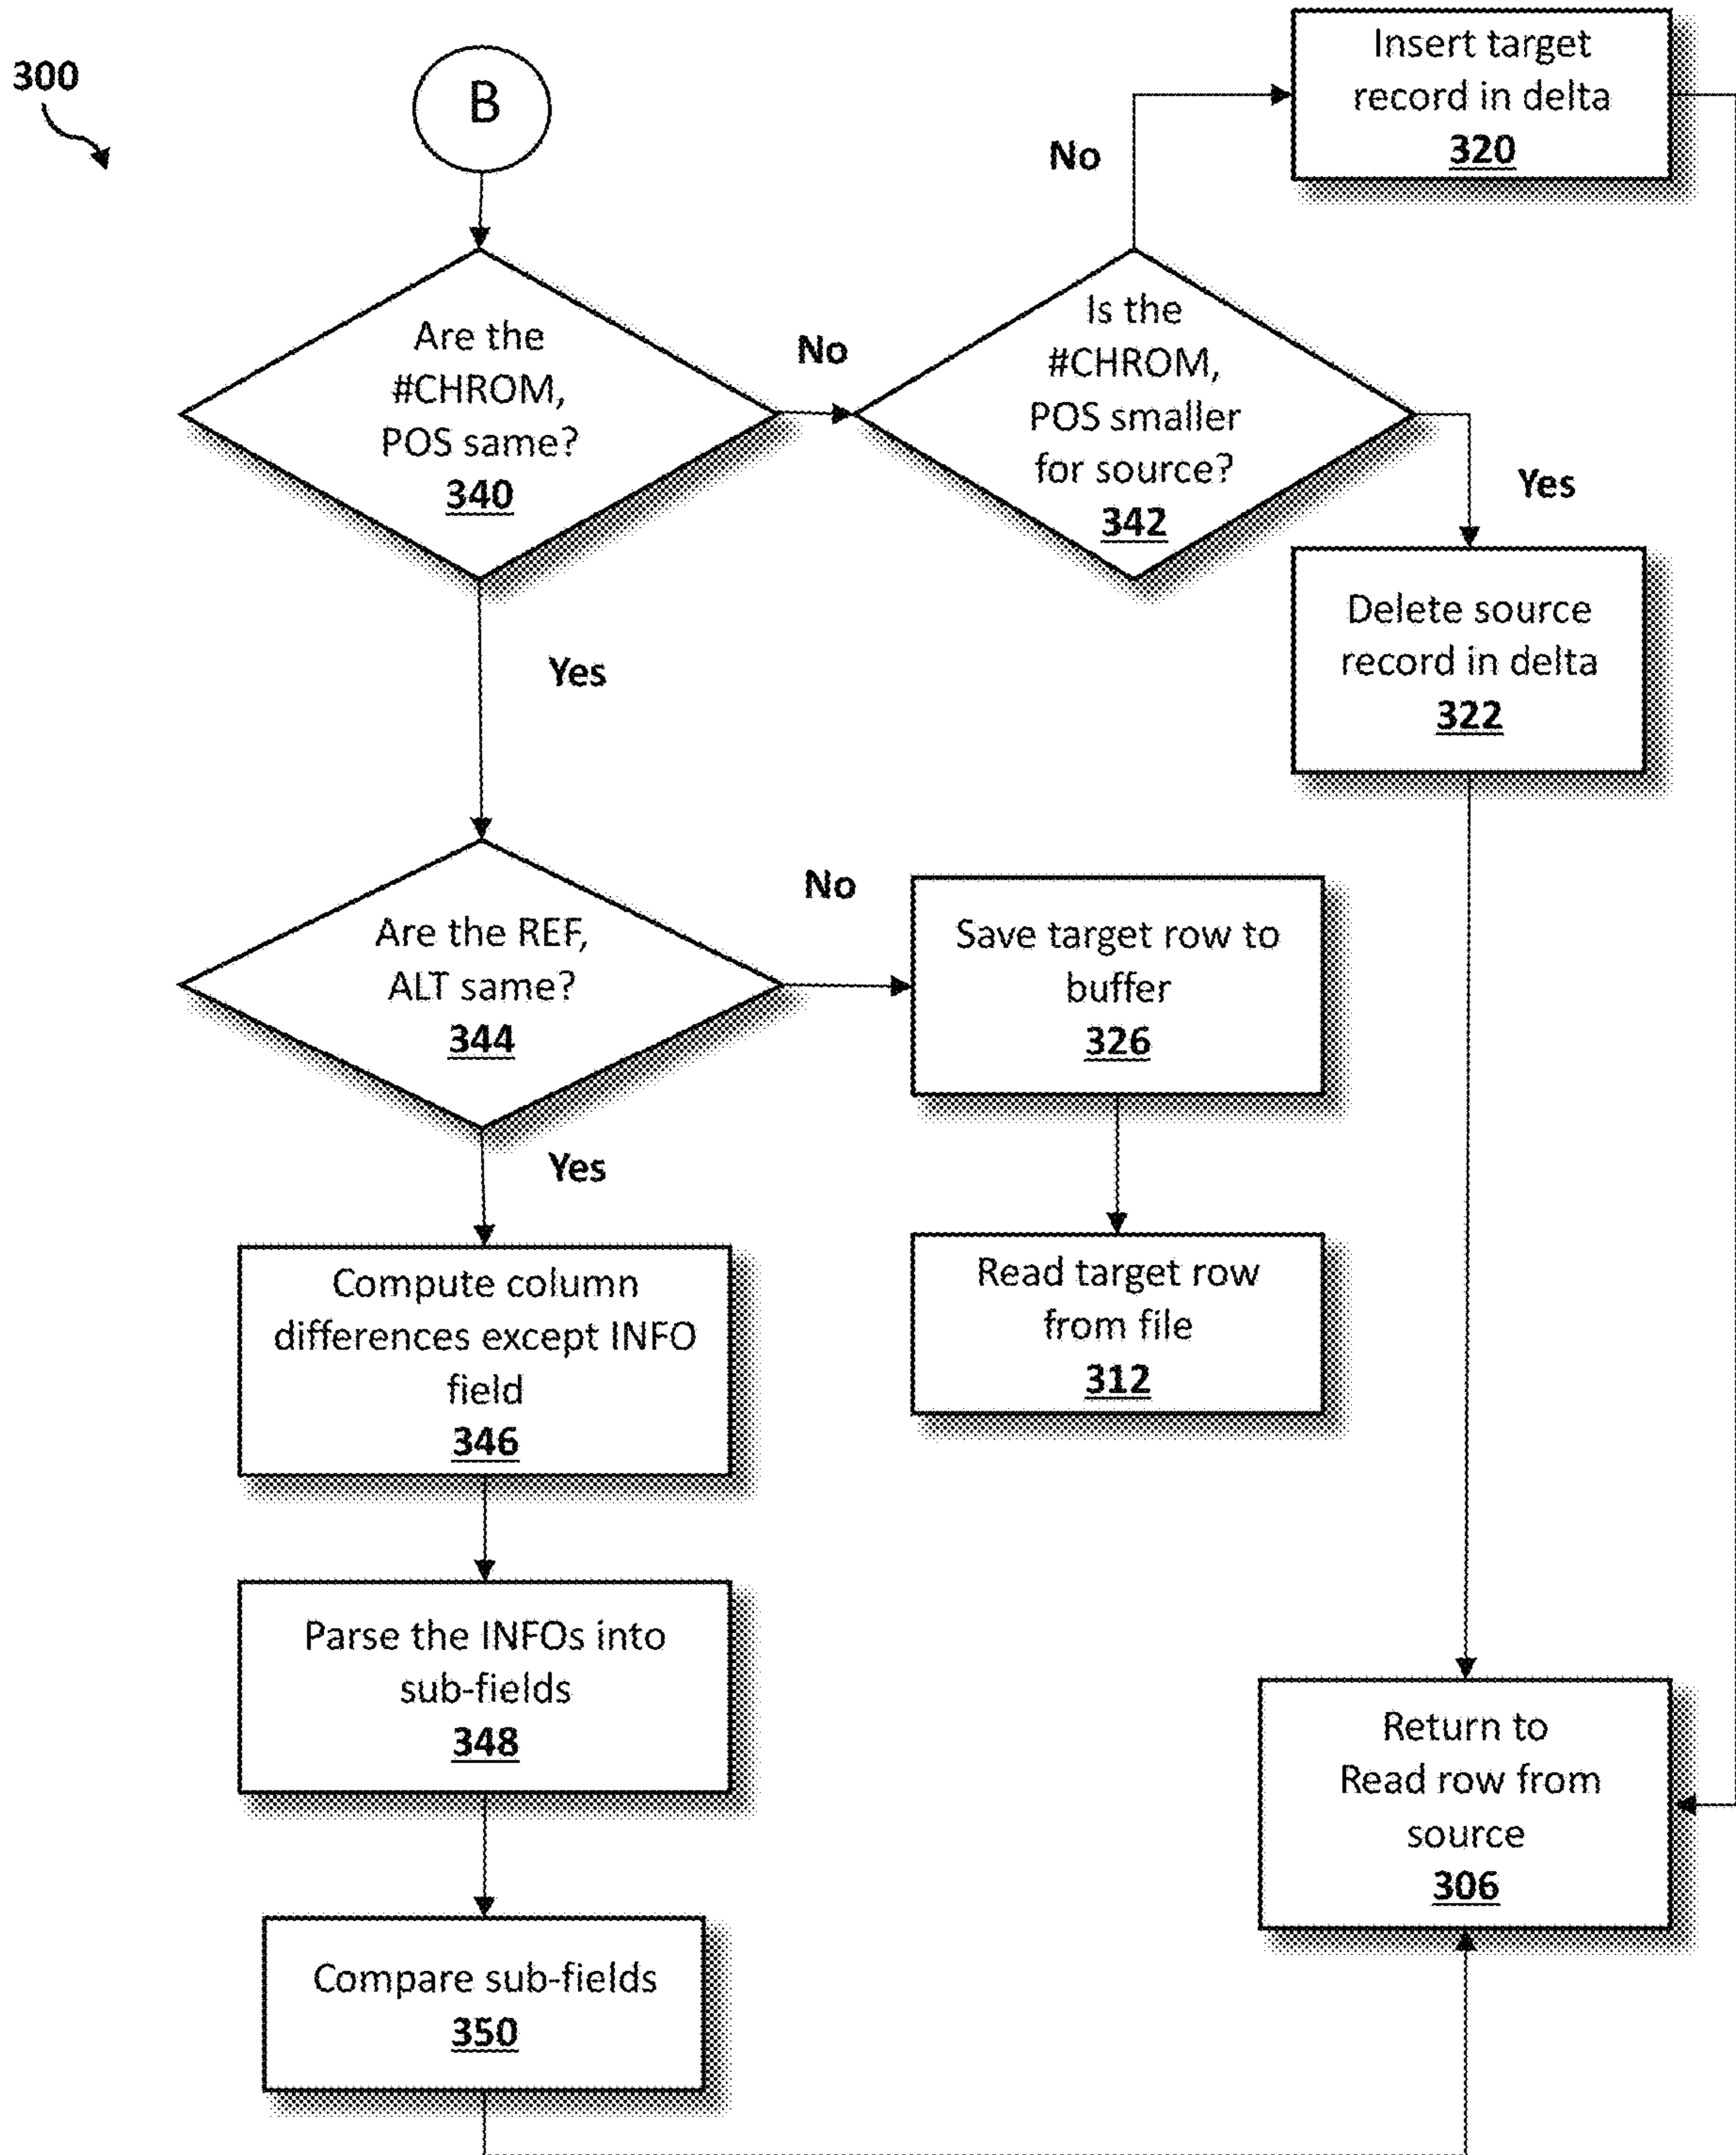 300
B
Insert target
record in delta
320
No
Are the
#CHROM,
POS same?
340
No
Is the
#CHROM,
POS smaller
for source?
342
Yes
Delete source
record in delta
322
Yes
Are the REF,
ALT same?
344
No
Save target row to
buffer
326
Yes
Read target row
from file
312
Compute column
differences except INFO
field
346
Parse the INFOs into
sub-fields
348
Return to
Read row from
source
306
Compare sub-fields
350